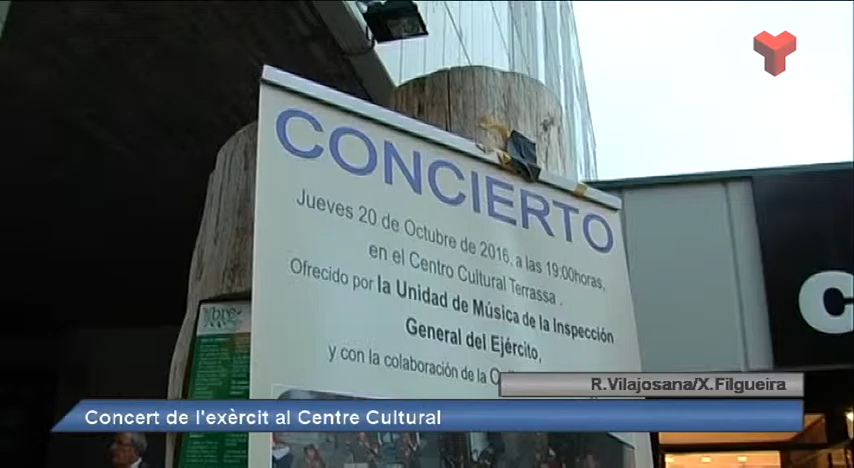 CONCIERTO
Jueves 20 de Octubre de 2016, a las 19:00horas,
en el Centro Cultural Terrassa .
Ofrecido por la Unidad de Música de la Inspección
General del Ejército,
y con la colaboración de la
R.Vilajosana/X.Filgueira
Concert de l'exèrcit al Centre Cultural